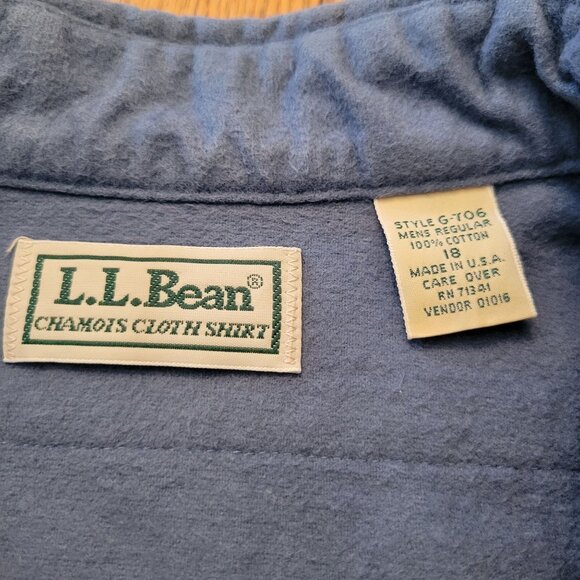 L.L.Bean®
CHAMOIS CLOTH SHIRT
STYLE G-706
MENS REGULAR
100% COTTON
18
MADE IN U.S.A.
CARE OVER
RN 71341
VENDOR 01016